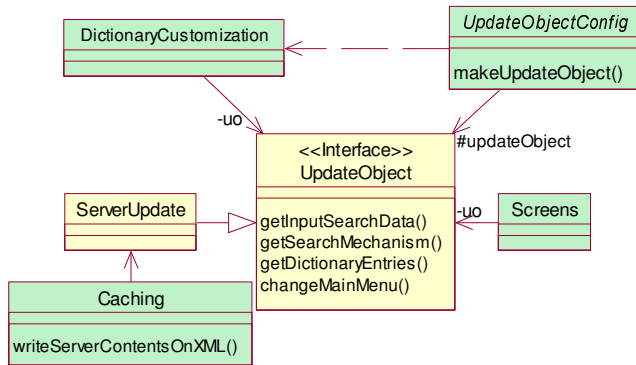 DictionaryCustomization
UpdateObjectConfig
makeUpdateObject()
-uo
#updateObject
<<Interface>>
UpdateObject
getInputSearchData()
getSearchMechanism()
getDictionaryEntries()
changeMainMenu()
ServerUpdate
-uo
Screens
Caching
writeServerContentsOnXML()